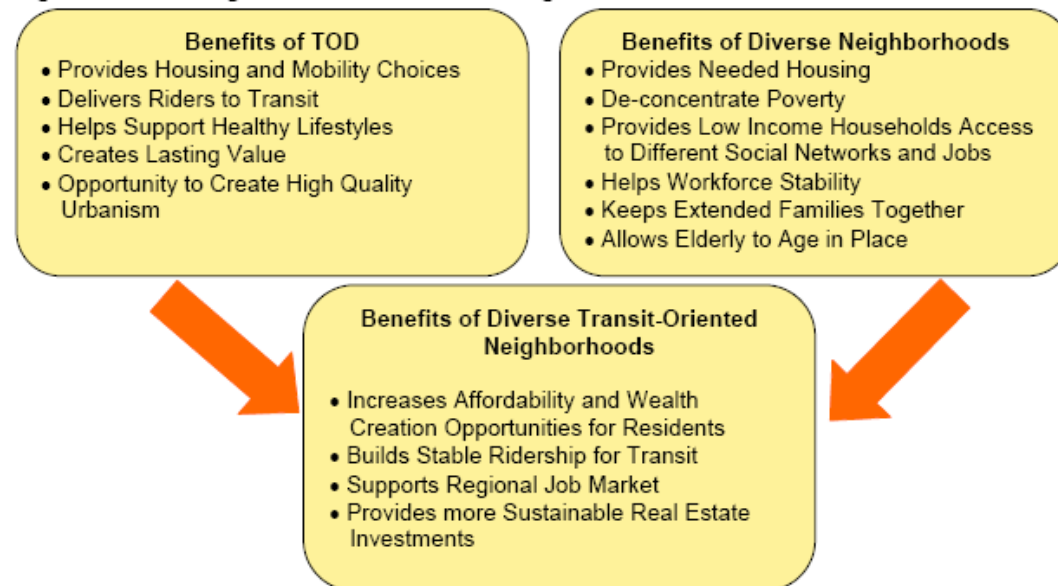 Benefits of TOD
• Provides Housing and Mobility Choices
• Delivers Riders to Transit
• Helps Support Healthy Lifestyles
• Creates Lasting Value
• Opportunity to Create High Quality
Urbanism
Benefits of Diverse Neighborhoods
• Provides Needed Housing
• De-concentrate Poverty
• Provides Low Income Households Access
to Different Social Networks and Jobs
• Helps Workforce Stability
• Keeps Extended Families Together
• Allows Elderly to Age in Place
Benefits of Diverse Transit-Oriented
Neighborhoods
• Increases Affordability and Wealth
Creation Opportunities for Residents
• Builds Stable Ridership for Transit
• Supports Regional Job Market
• Provides more Sustainable Real Estate
Investments